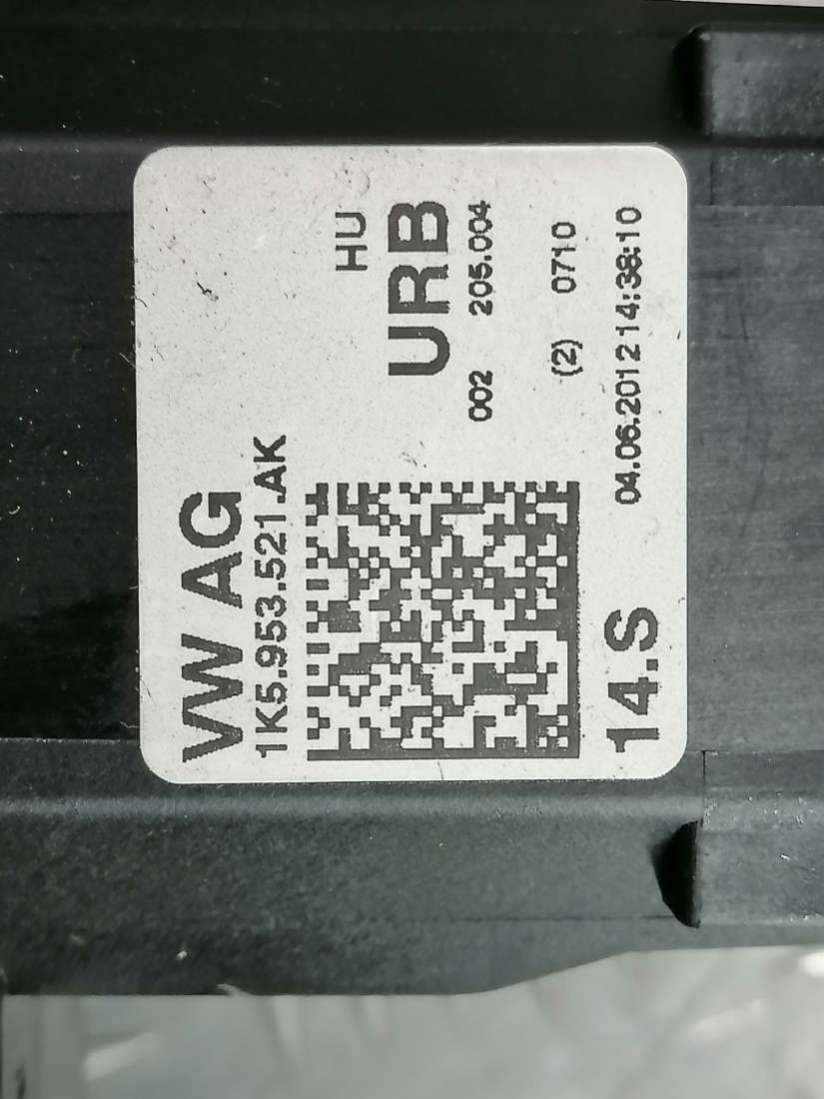 VW AG
1K5.953.521.AK
HU
URB
002 205.004
(2) 0710
14.S 04.06.2012 14:38:10